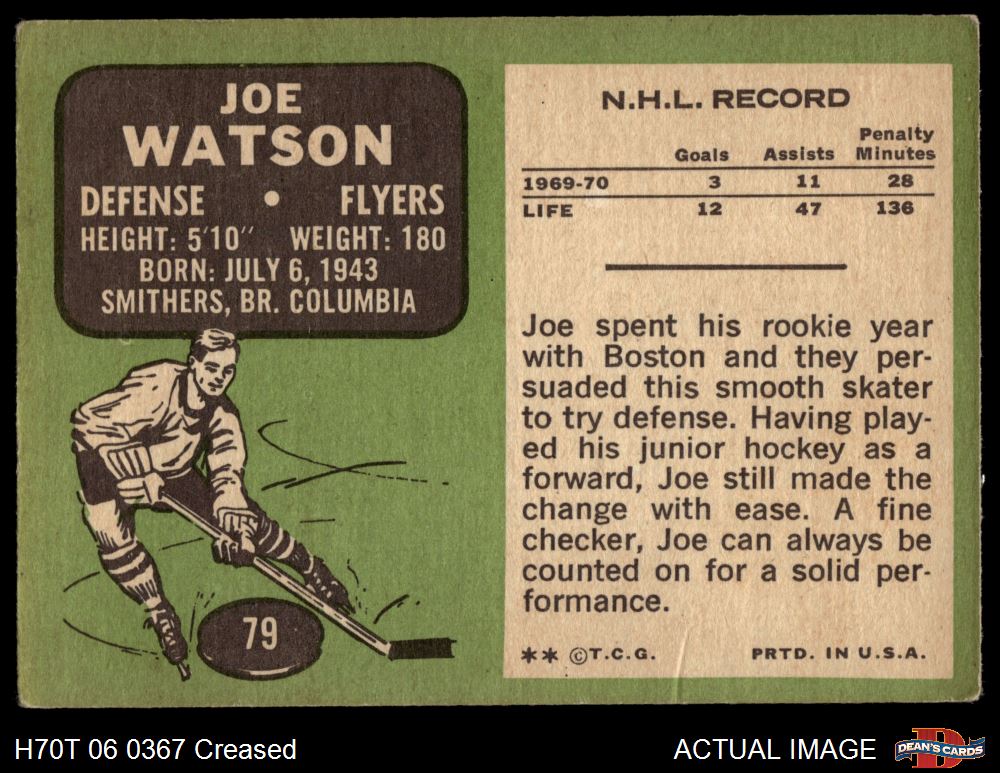 JOE
WATSON
DEFENSE • FLYERS
HEIGHT: 5'10" WEIGHT: 180
BORN: JULY 6, 1943
SMITHERS, BR. COLUMBIA
79
N.H.L. RECORD
Goals Assists Penalty Minutes
1969-70 3 11 28
LIFE 12 47 136
Joe spent his rookie year
with Boston and they per-
suaded this smooth skater
to try defense. Having play-
ed his junior hockey as a
forward, Joe still made the
change with ease. A fine
checker, Joe can always be
counted on for a solid per-
formance.
** ©T.C.G. PRTD. IN U.S.A.
H70T 06 0367 Creased
ACTUAL IMAGE
D
DEAN'S CARDS